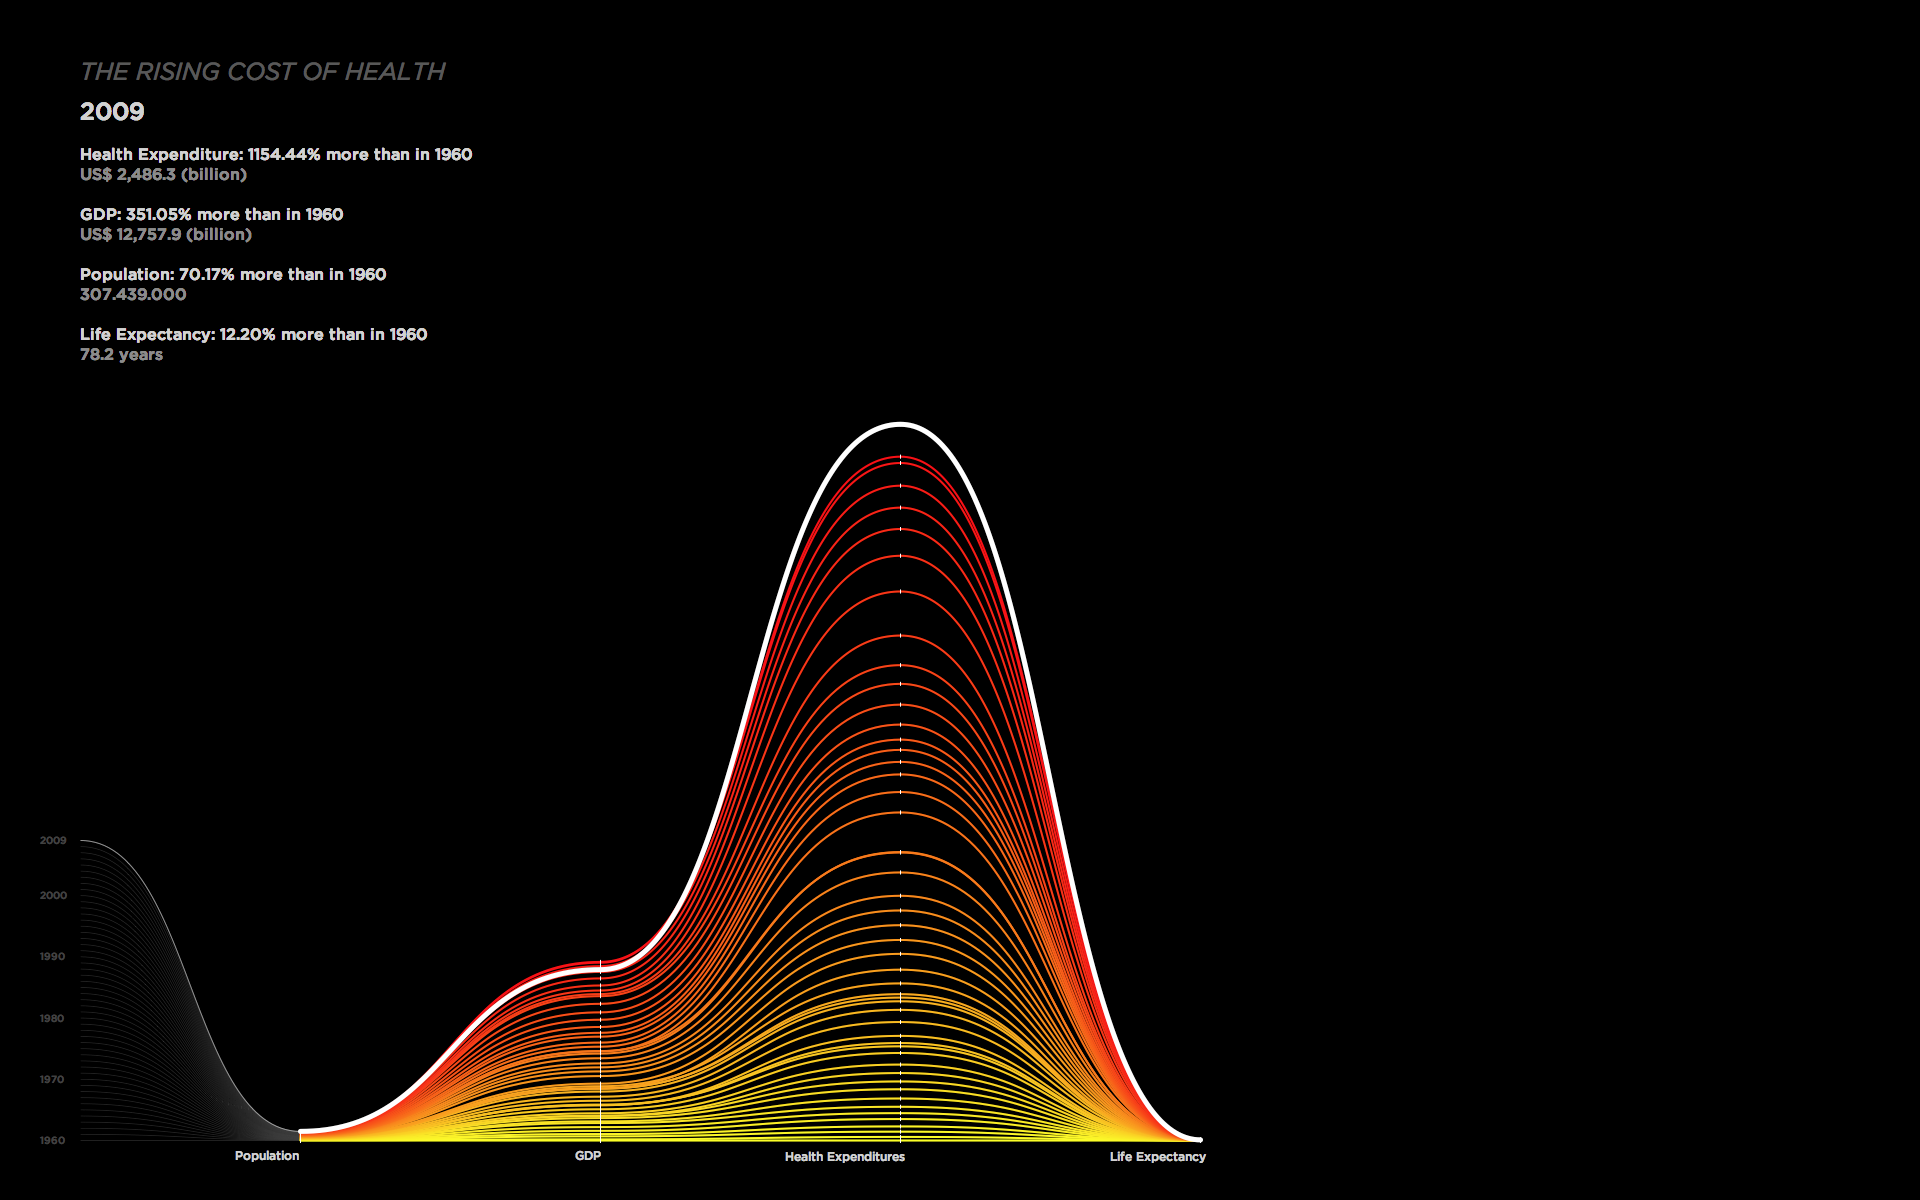 THE RISING COST OF HEALTH
2009
Health Expenditure: 1154.44% more than in 1960
US$ 2,486.3 (billion)
GDP: 351.05% more than in 1960
US$ 12,757.9 (billion)
Population: 70.17% more than in 1960
307.439.000
Life Expectancy: 12.20% more than in 1960
78.2 years
2009
2000
1990
1980
1970
1960
Population
GDP
Health Expenditures
Life Expectancy